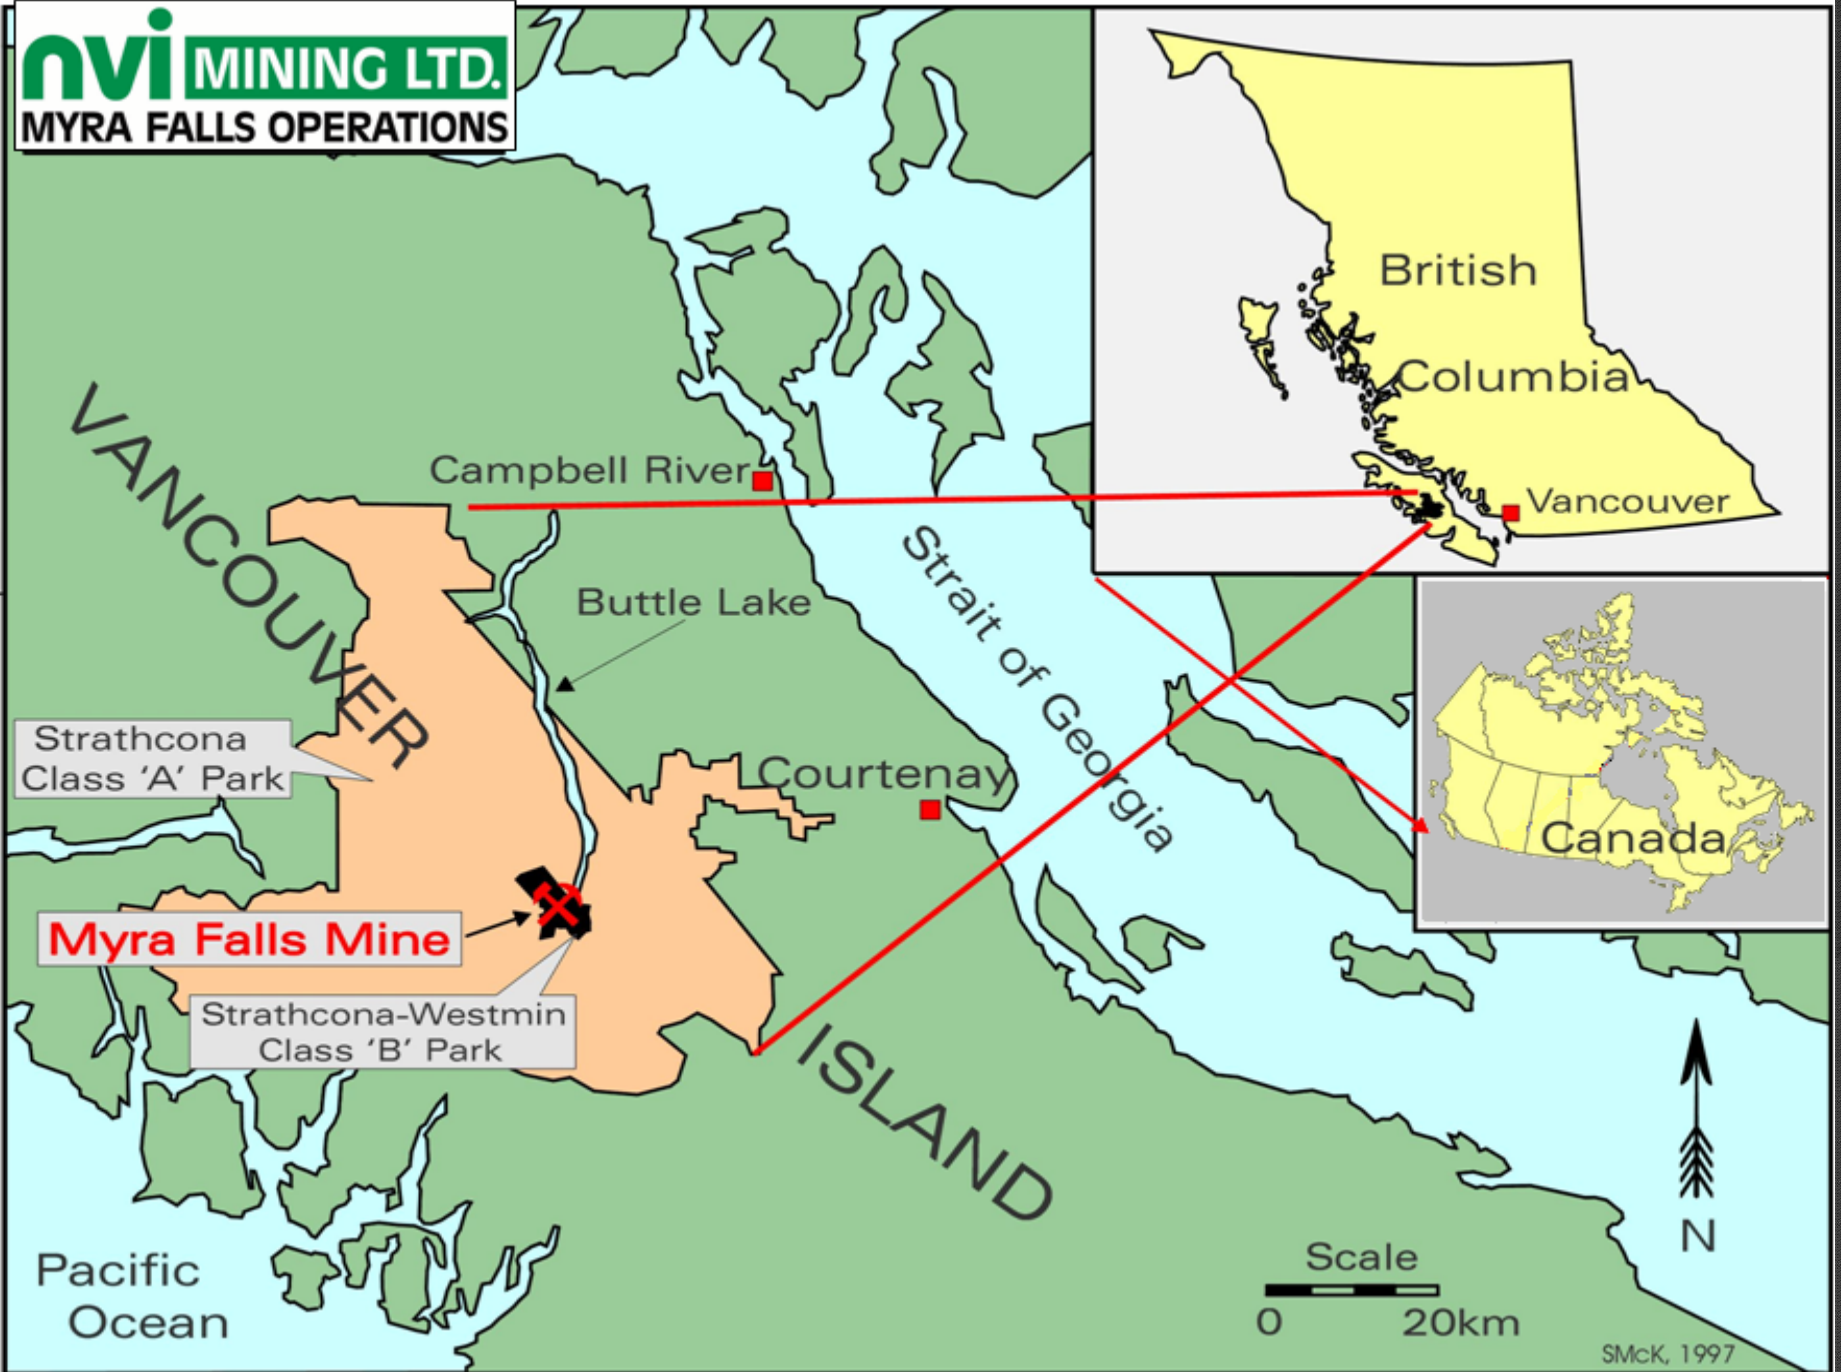 nvi MINING LTD.
MYRA FALLS OPERATIONS
British
Columbia
Vancouver
Campbell River
VANCOUVER
Buttle Lake
Strait of Georgia
Strathcona
Class ‘A’ Park
Courtenay
Canada
Myra Falls Mine
Strathcona-Westmin
Class ‘B’ Park
ISLAND
Pacific
Ocean
N
Scale
0 20km
SMcK, 1997